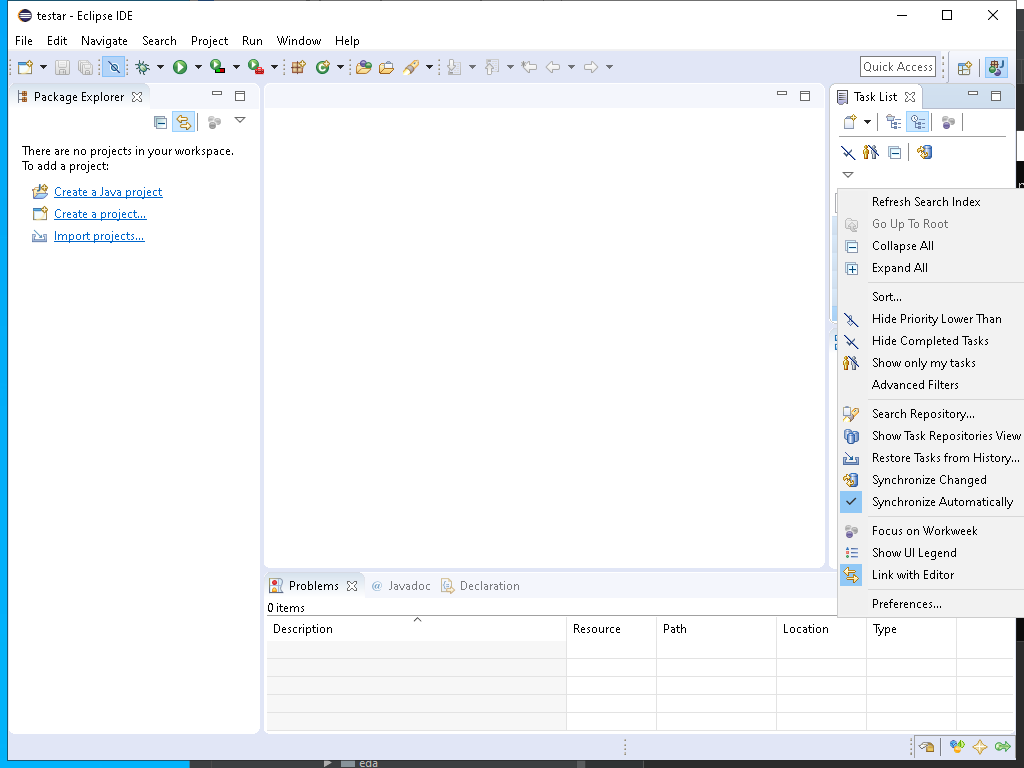 testar - Eclipse IDE
File Edit Navigate Search Project Run Window Help
Quick Access
Package Explorer
Task List
There are no projects in your workspace.
To add a project:
Create a Java project
Create a project...
Import projects...
Refresh Search Index
Go Up To Root
Collapse All
Expand All
Sort...
Hide Priority Lower Than
Hide Completed Tasks
Show only my tasks
Advanced Filters
Search Repository...
Show Task Repositories View
Restore Tasks from History...
Synchronize Changed
Synchronize Automatically
Focus on Workweek
Show UI Legend
Link with Editor
Preferences...
Problems @ Javadoc Declaration
0 items
Description Resource Path Location Type
eda